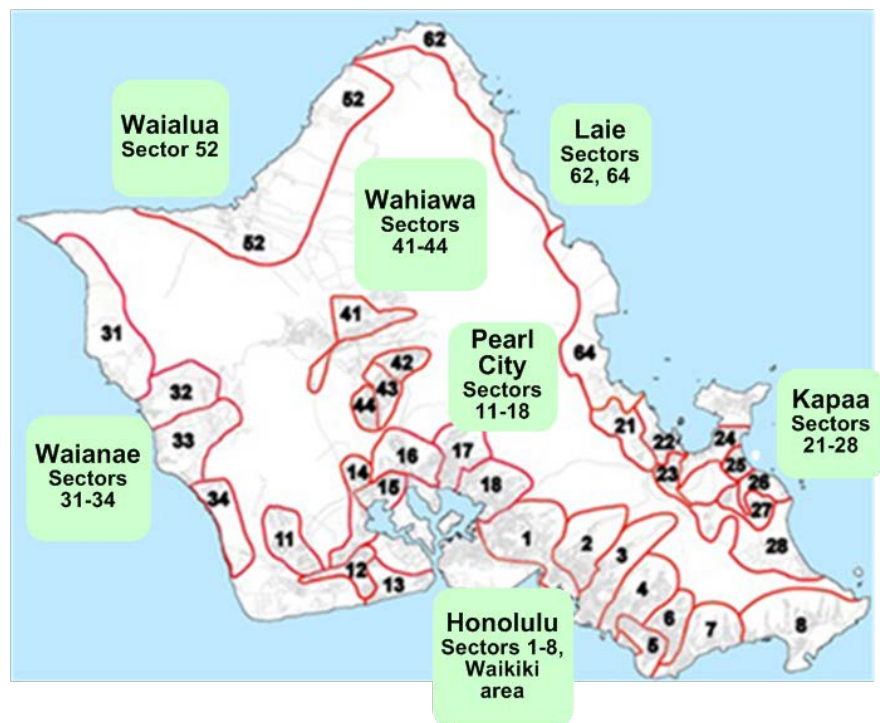 62
52
Waialua
Sector 52
Laie
Sectors
62, 64
Wahiawa
Sectors
41-44
52
31
41
Pearl
City
Sectors
11-18
64
42
43
44
32
33
Kapaa
Sectors
21-28
21
22
23
24
25
26
27
28
Waianae
Sectors
31-34
34
16
17
14
15
18
11
12
13
1
2
3
4
5
6
7
8
Honolulu
Sectors 1-8,
Waikiki
area